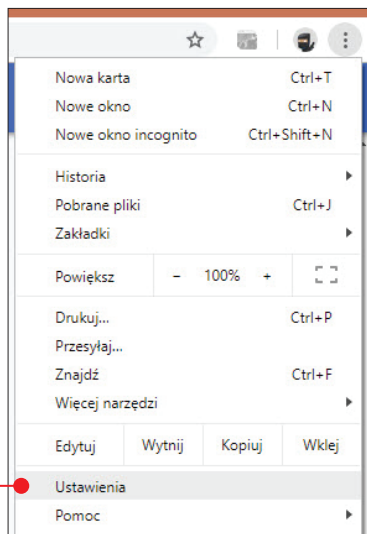 Nowa karta Ctrl+T
Nowe okno Ctrl+N
Nowe okno incognito Ctrl+Shift+N
Historia
Pobrane pliki Ctrl+J
Zakładki
Powiększ - 100% +
Drukuj... Ctrl+P
Przesyłaj...
Znajdź Ctrl+F
Więcej narzędzi
Edytuj Wytnij Kopiuj Wklej
Ustawienia
Pomoc